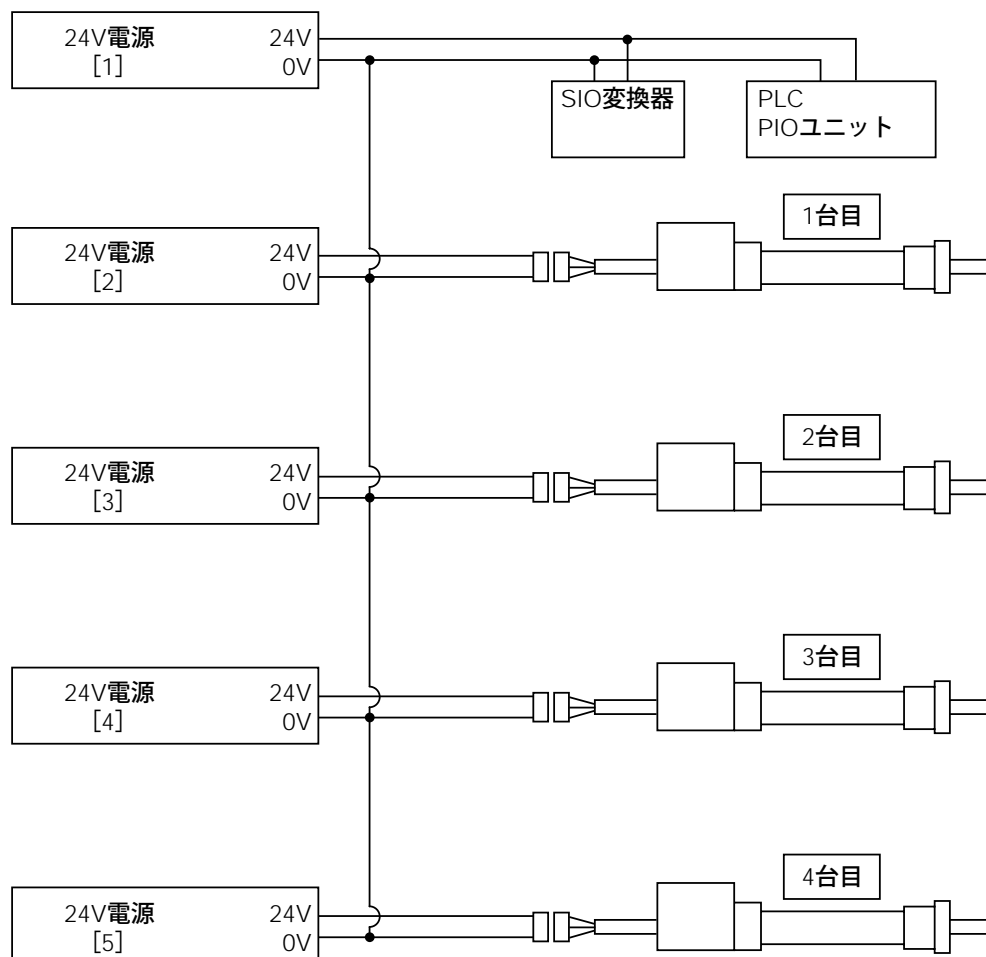 24V電源 24V
[1] 0V
SIO変換器
PLC
PIOユニット
1台目
24V電源 24V
[2] 0V
2台目
24V電源 24V
[3] 0V
3台目
24V電源 24V
[4] 0V
4台目
24V電源 24V
[5] 0V